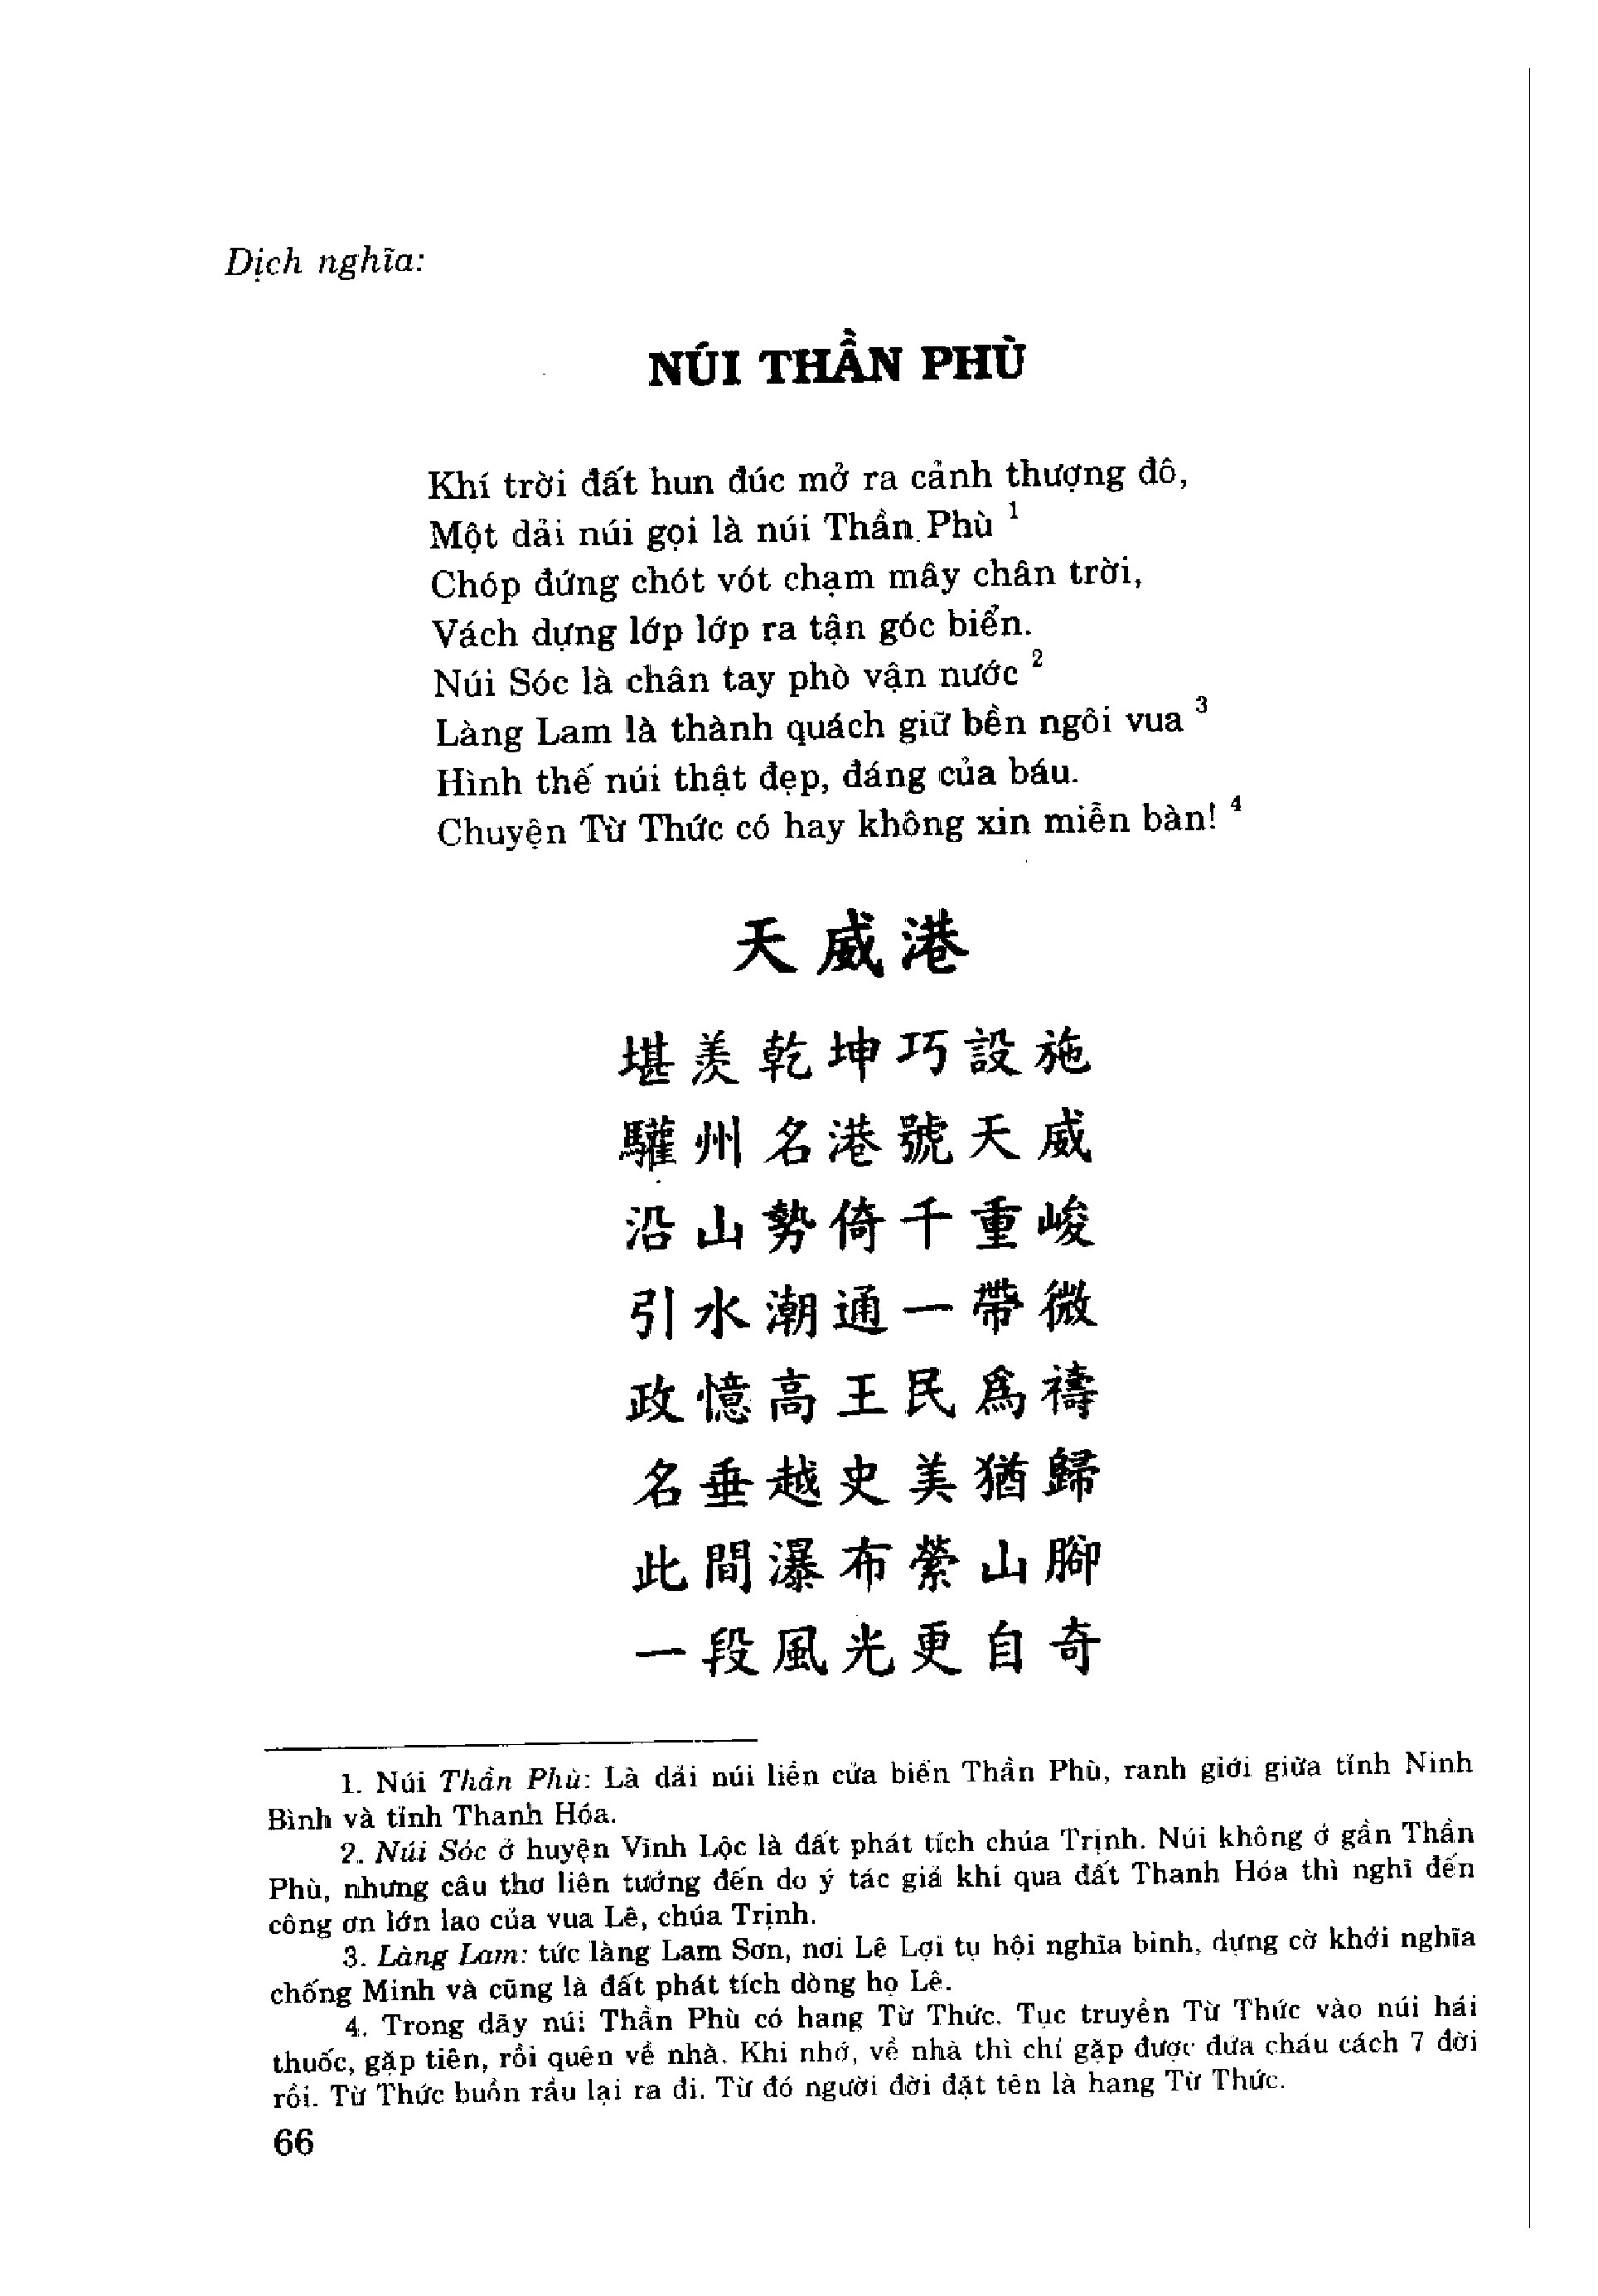 Dịch nghĩa:
NÚI THẦN PHÙ
Khí trời đất hun đúc mở ra cảnh thượng đô,
Một dải núi gọi là núi Thần Phù 1
Chóp đứng chót vót chạm mây chân trời,
Vách dựng lớp lớp ra tận góc biển.
Núi Sóc là chân tay phò vận nước 2
Làng Lam là thành quách giữ bền ngôi vua 3
Hình thế núi thật đẹp, đáng của báu.
Chuyện Từ Thức có hay không xin miễn bàn! 4
天威港
堪羨乾坤巧設施
驩州名港號天威
沿山勢倚千重峻
引水潮通一帶微
政憶高王民爲禱
名垂越史美猶歸
此間瀑布縈山腳
一段風光更自奇
1. Núi Thần Phù: Là dải núi liền cửa biển Thần Phù, ranh giới giữa tỉnh Ninh
Bình và tỉnh Thanh Hóa.
2. Núi Sóc ở huyện Vĩnh Lộc là đất phát tích chúa Trịnh. Núi không ở gần Thần
Phù, nhưng câu thơ liên tưởng đến do ý tác giả khi qua đất Thanh Hóa thì nghĩ đến
công ơn lớn lao của vua Lê, chúa Trịnh.
3. Làng Lam: tức làng Lam Sơn, nơi Lê Lợi tụ hội nghĩa binh, dựng cờ khởi nghĩa
chống Minh và cũng là đất phát tích dòng họ Lê.
4. Trong dãy núi Thần Phù có hang Từ Thức. Tục truyền Từ Thức vào núi hái
thuốc, gặp tiên, rồi quên về nhà. Khi nhớ, về nhà thì chỉ gặp được đứa cháu cách 7 đời
rồi. Từ Thức buồn rầu lại ra đi. Từ đó người đời đặt tên là hang Từ Thức.
66